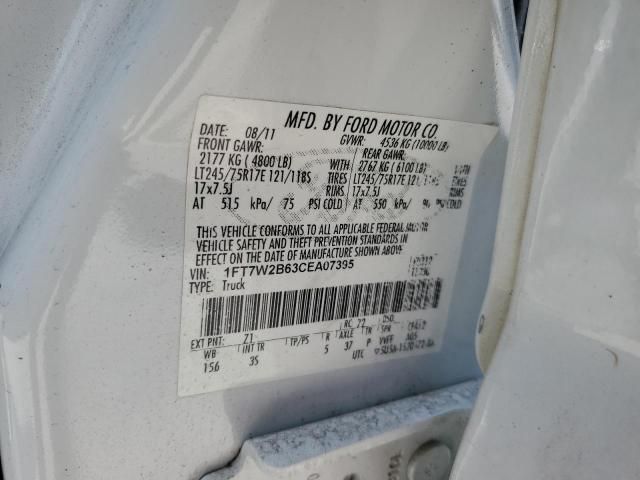 MFD. BY FORD MOTOR CO.
DATE: 08/11 GVWR: 4536 KG (10000 LB)
FRONT GAWR: REAR GAWR:
2177 KG (4800 LB) WITH 2767 KG (6100 LB)
LT245/75R17E 121/118S TIRES LT245/75R17E 121
17x7.5J RIMS 17x7.5J
AT 515 kPa/ 75 PSI COLD AT 550 kPa/ PSI COLD
THIS VEHICLE CONFORMS TO ALL APPLICABLE FEDERAL MOTOR
VEHICLE SAFETY AND THEFT PREVENTION STANDARDS IN
EFFECT ON THE DATE OF MANUFACTURE SHOWN ABOVE.
VIN: 1FT7W2B63CEA07395
TYPE: Truck
EXT PNT: Z1 RC: 72 DSO:
WB INT TR TP/PS R AXLE TR SPR
156 3S 5 37 P VWFF
UTC